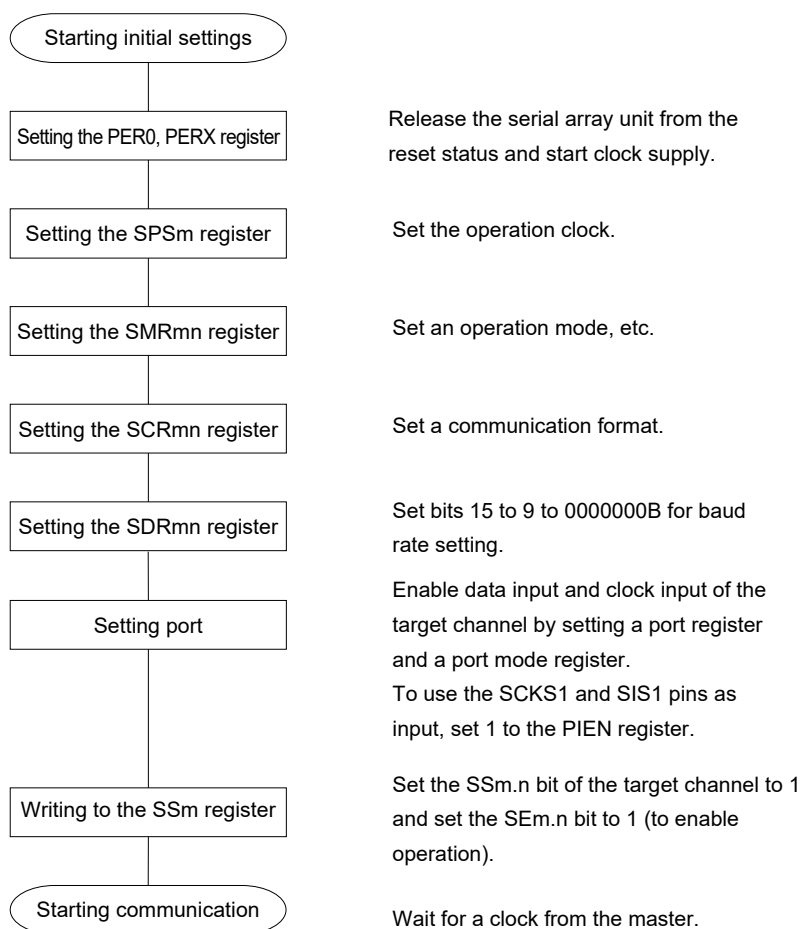 Starting initial settings
Setting the PER0, PERX register
Release the serial array unit from the
reset status and start clock supply.
Setting the SPSm register
Set the operation clock.
Setting the SMRmn register
Set an operation mode, etc.
Setting the SCRmn register
Set a communication format.
Setting the SDRmn register
Set bits 15 to 9 to 0000000B for baud
rate setting.
Setting port
Enable data input and clock input of the
target channel by setting a port register
and a port mode register.
To use the SCKS1 and SIS1 pins as
input, set 1 to the PIEN register.
Writing to the SSm register
Set the SSm.n bit of the target channel to 1
and set the SEm.n bit to 1 (to enable
operation).
Starting communication
Wait for a clock from the master.